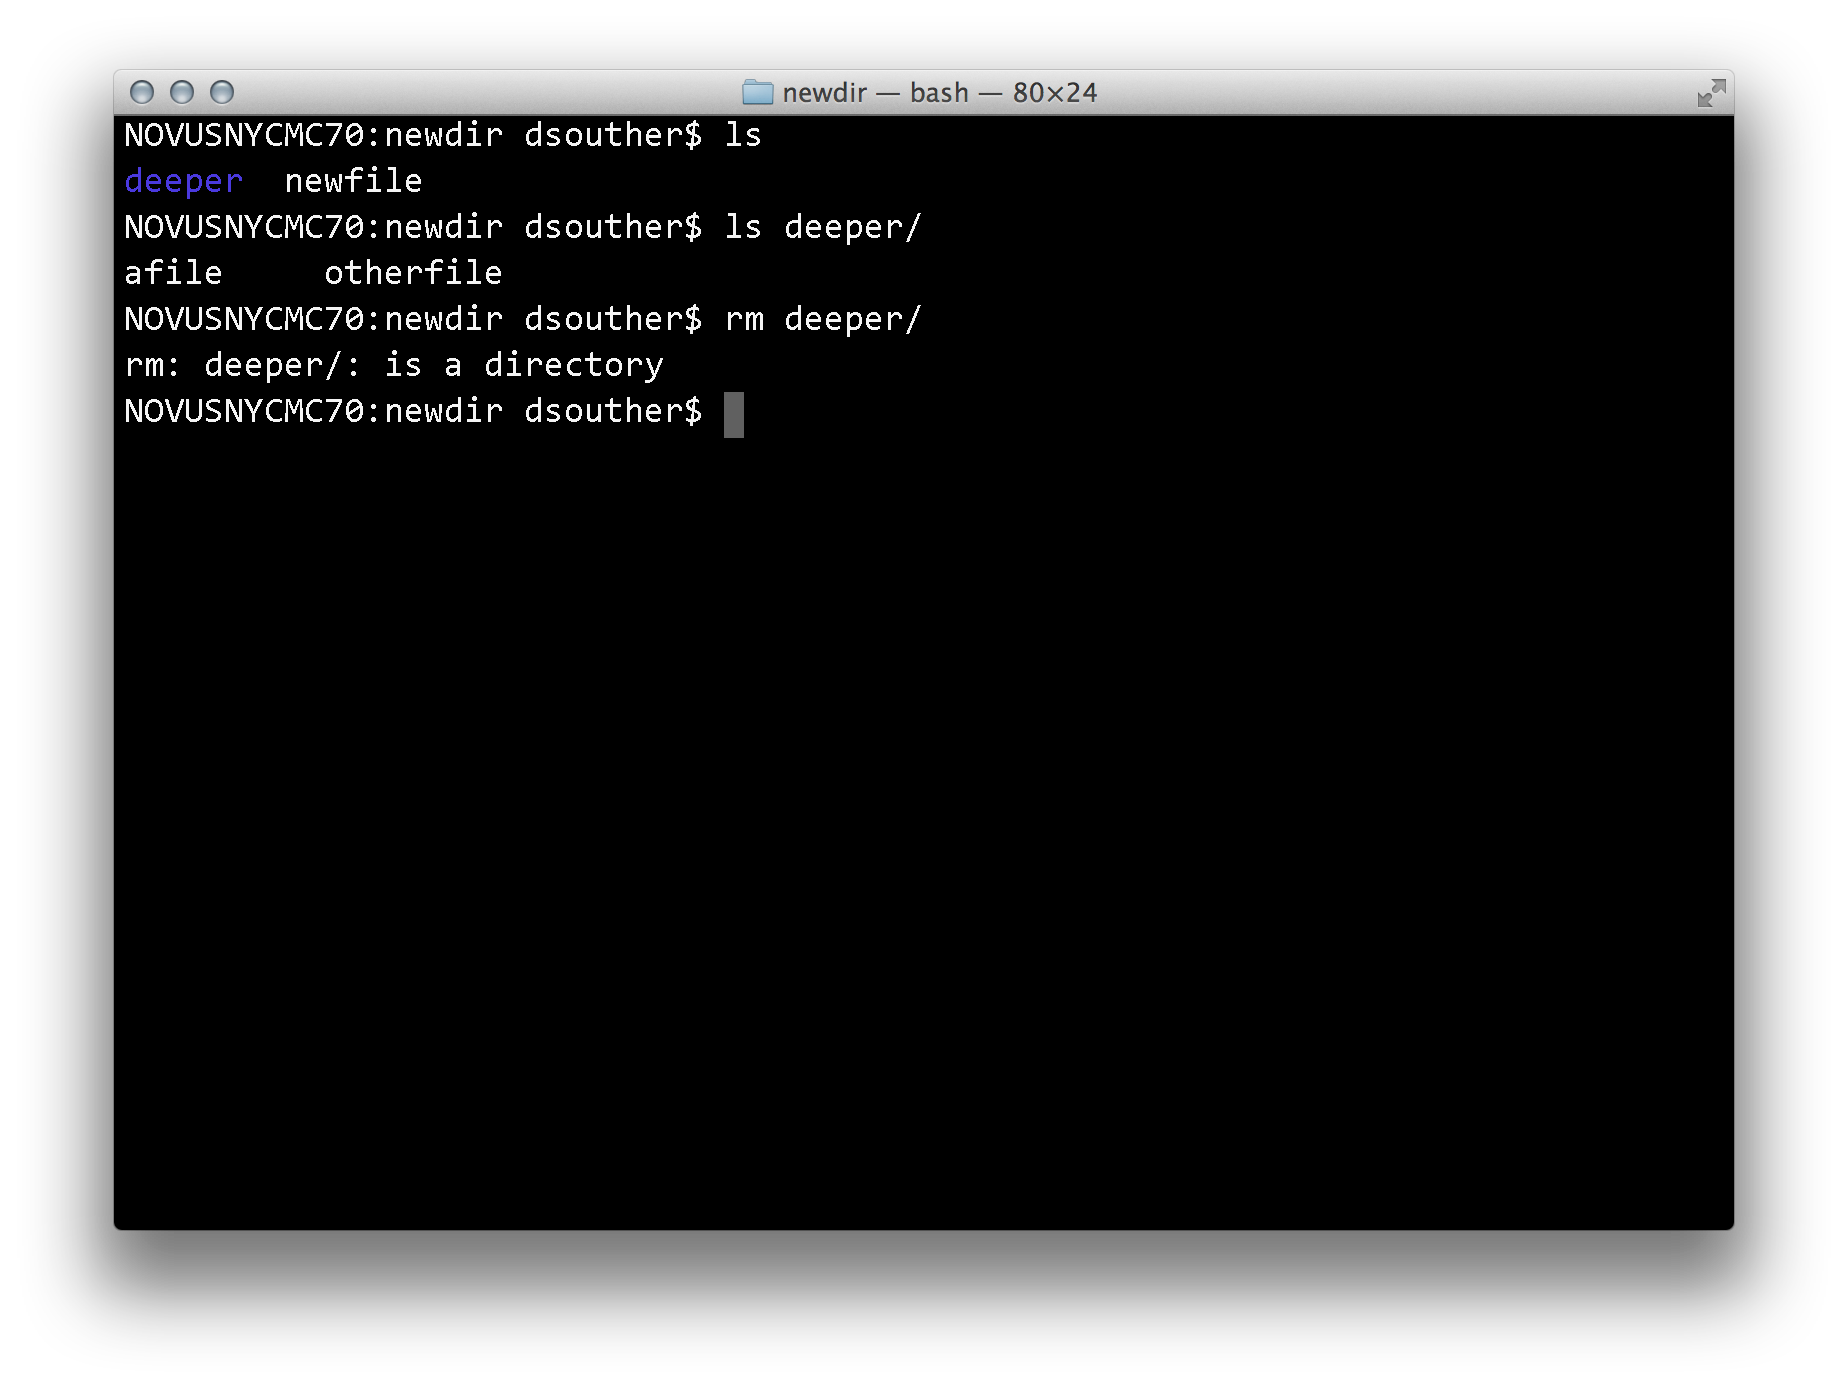 newdir — bash — 80×24
NOVUSNYCMC70:newdir dsouther$ ls
deeper  newfile
NOVUSNYCMC70:newdir dsouther$ ls deeper/
afile     otherfile
NOVUSNYCMC70:newdir dsouther$ rm deeper/
rm: deeper/: is a directory
NOVUSNYCMC70:newdir dsouther$